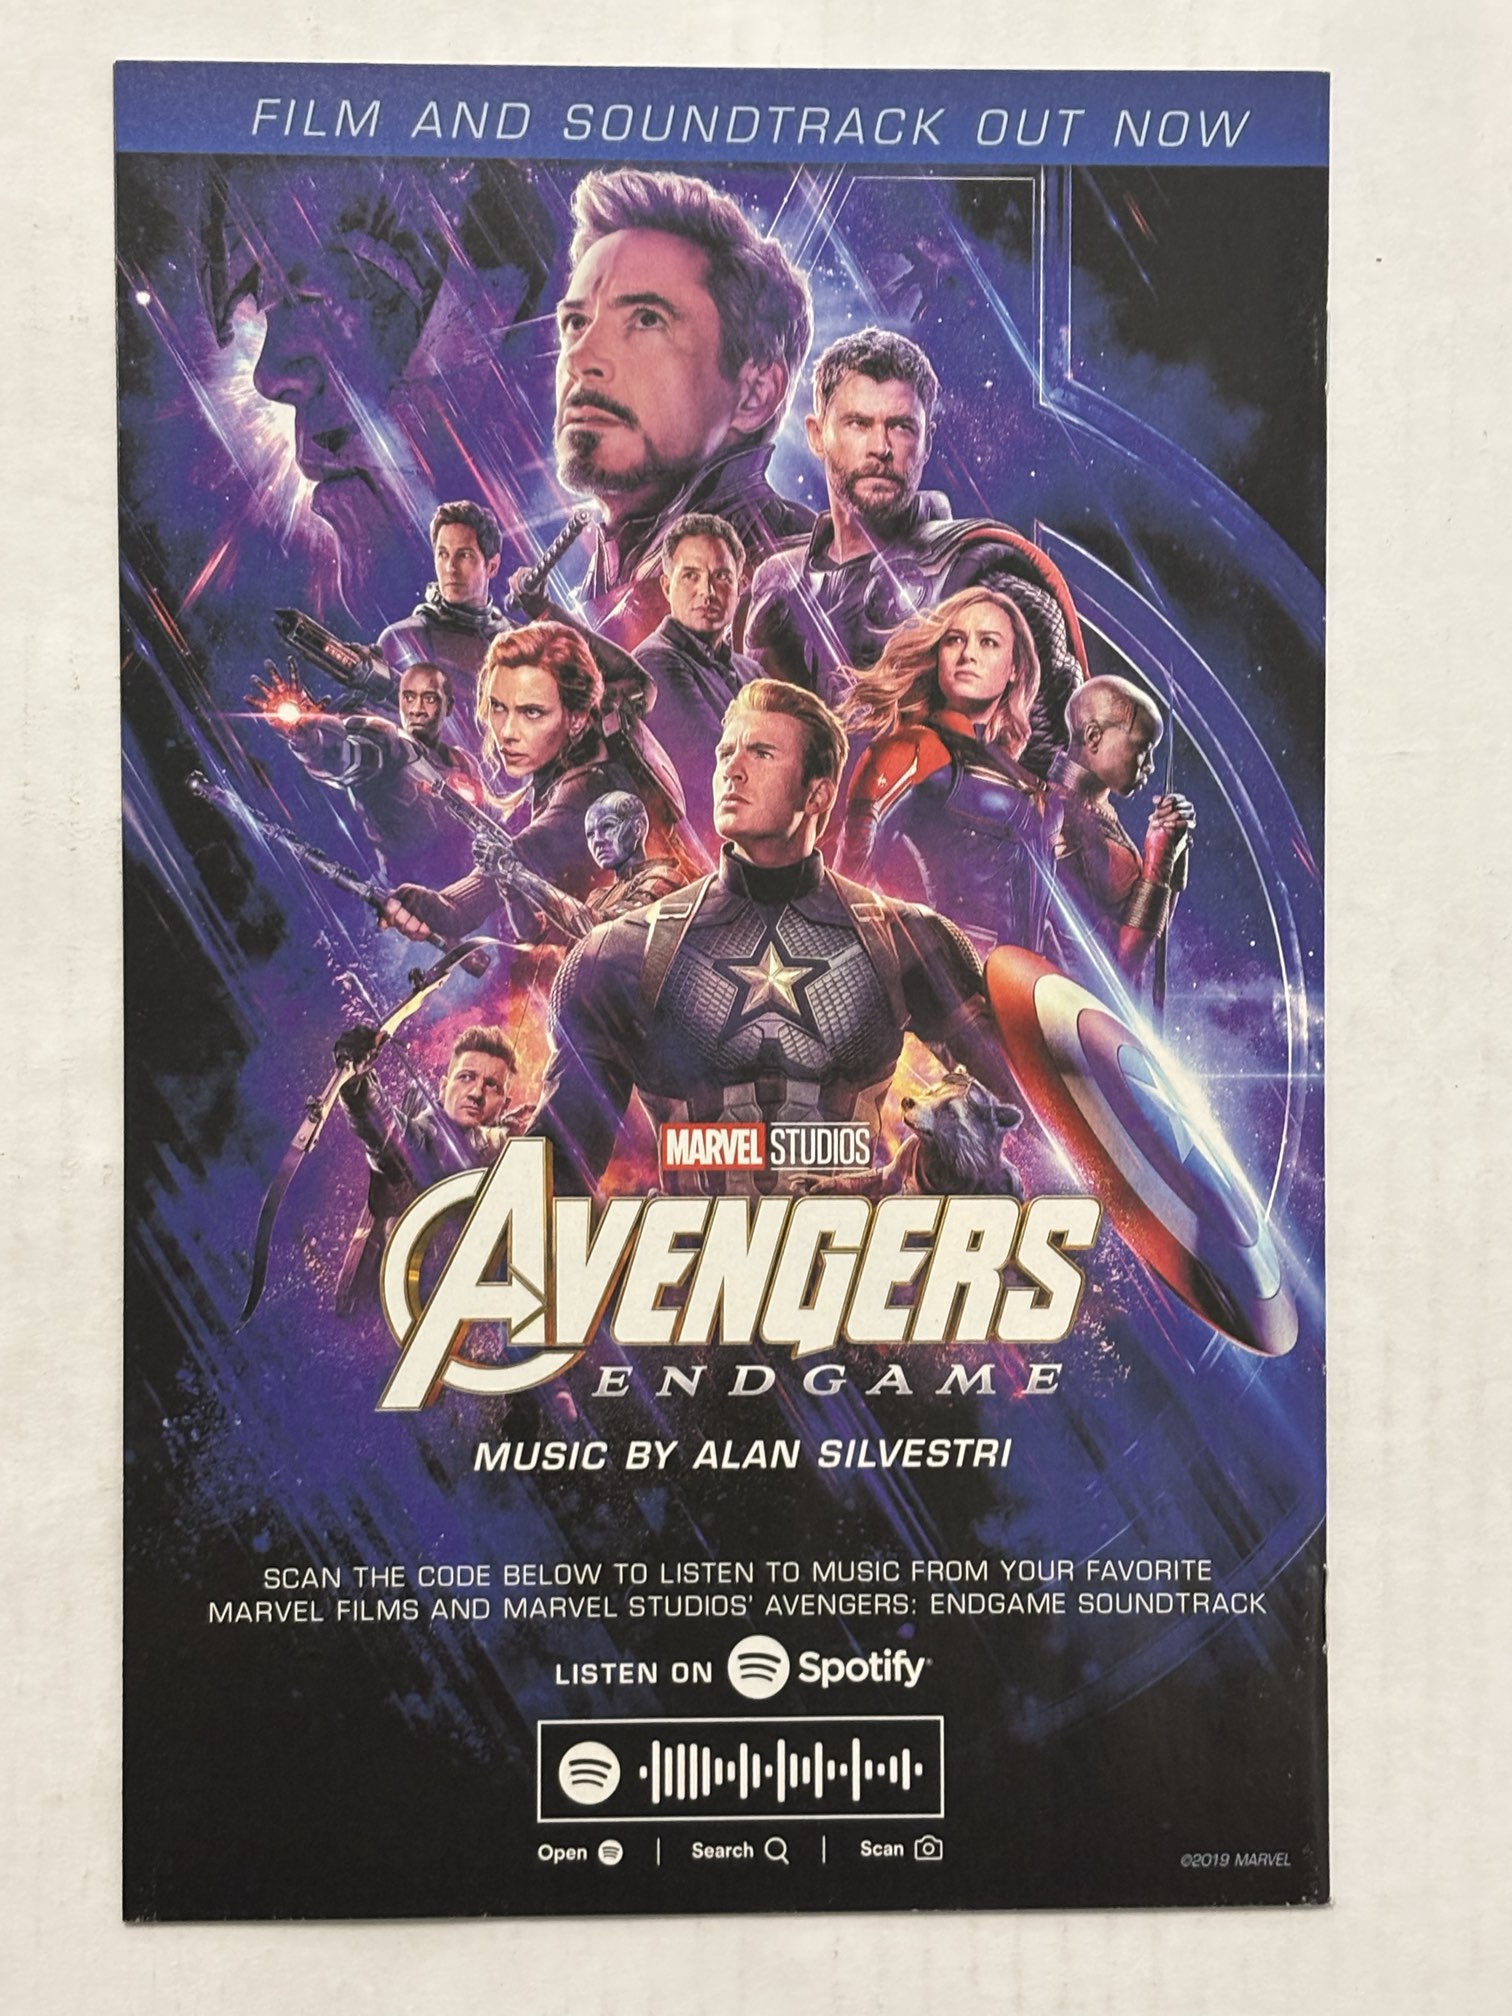 FILM AND SOUNDTRACK OUT NOW
MARVEL STUDIOS
AVENGERS
ENDGAME
MUSIC BY ALAN SILVESTRI
SCAN THE CODE BELOW TO LISTEN TO MUSIC FROM YOUR FAVORITE
MARVEL FILMS AND MARVEL STUDIOS' AVENGERS: ENDGAME SOUNDTRACK
LISTEN ON Spotify
Open | Search | Scan
©2019 MARVEL